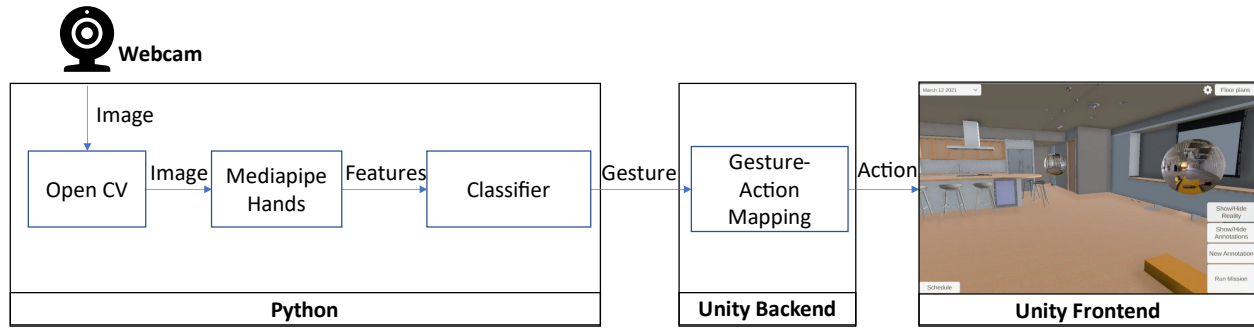 Webcam
Image
Open CV
Image
Mediapipe
Hands
Features
Classifier
Gesture
Gesture-
Action
Mapping
Action
March 12 2021
Floor plans
Show/Hide
Reality
Show/Hide
Annotations
New Annotation
Run Mission
Schedule
Python
Unity Backend
Unity Frontend